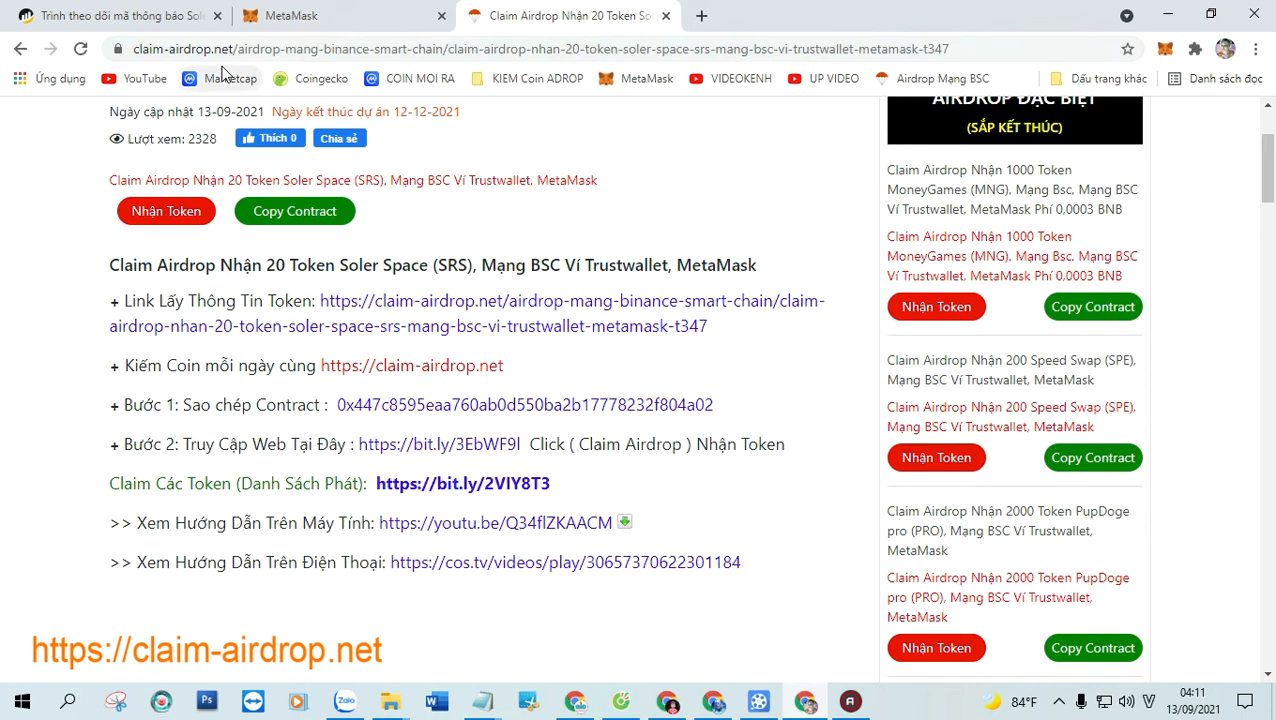 Trình theo dõi mã thông báo Sol
MetaMask
Claim Airdrop Nhận 20 Token So
claim-airdrop.net/airdrop-mang-binance-smart-chain/claim-airdrop-nhan-20-token-soler-space-srs-mang-bsc-vi-trustwallet-metamask-t347
Ứng dụng YouTube Marketcap Coingecko COIN MOI RA KIEM Coin ADROP MetaMask VIDEOKENH UP VIDEO Airdrop Mạng BSC Dấu trang khác Danh sách đọc
Ngày cập nhật 13-09-2021 Ngày kết thúc dự án 12-12-2021
Lượt xem: 2328 Thích 0 Chia sẻ
Claim Airdrop Nhận 20 Token Soler Space (SRS), Mạng BSC Ví Trustwallet, MetaMask
Nhận Token Copy Contract
Claim Airdrop Nhận 20 Token Soler Space (SRS), Mạng BSC Ví Trustwallet, MetaMask
+ Link Lấy Thông Tin Token: https://claim-airdrop.net/airdrop-mang-binance-smart-chain/claim-
airdrop-nhan-20-token-soler-space-srs-mang-bsc-vi-trustwallet-metamask-t347
+ Kiếm Coin mỗi ngày cùng https://claim-airdrop.net
+ Bước 1: Sao chép Contract : 0x447c8595eaa760ab0d550ba2b17778232f804a02
+ Bước 2: Truy Cập Web Tại Đây : https://bit.ly/3EbWF9l Click ( Claim Airdrop ) Nhận Token
Claim Các Token (Danh Sách Phát): https://bit.ly/2VIY8T3
>> Xem Hướng Dẫn Trên Máy Tính: https://youtu.be/Q34flZKAACM
>> Xem Hướng Dẫn Trên Điện Thoại: https://cos.tv/videos/play/30657370622301184
https://claim-airdrop.net
AIRDROP ĐẶC BIỆT
(SẮP KẾT THÚC)
Claim Airdrop Nhận 1000 Token
MoneyGames (MNG), Mạng Bsc, Mạng BSC
Ví Trustwallet, MetaMask Phí 0,0003 BNB
Claim Airdrop Nhận 1000 Token
MoneyGames (MNG), Mạng Bsc, Mạng BSC
Ví Trustwallet, MetaMask Phí 0,0003 BNB
Nhận Token Copy Contract
Claim Airdrop Nhận 200 Speed Swap (SPE),
Mạng BSC Ví Trustwallet, MetaMask
Claim Airdrop Nhận 200 Speed Swap (SPE),
Mạng BSC Ví Trustwallet, MetaMask
Nhận Token Copy Contract
Claim Airdrop Nhận 2000 Token PupDoge
pro (PRO), Mạng BSC Ví Trustwallet,
MetaMask
Claim Airdrop Nhận 2000 Token PupDoge
pro (PRO), Mạng BSC Ví Trustwallet,
MetaMask
Nhận Token Copy Contract
84°F
04:11
13/09/2021